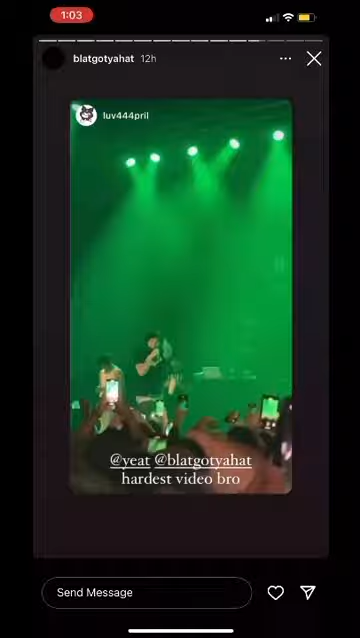 1:03
blatgotyahat 12h
luv444pril
@yeat @blatgotyahat
hardest video bro
Send Message